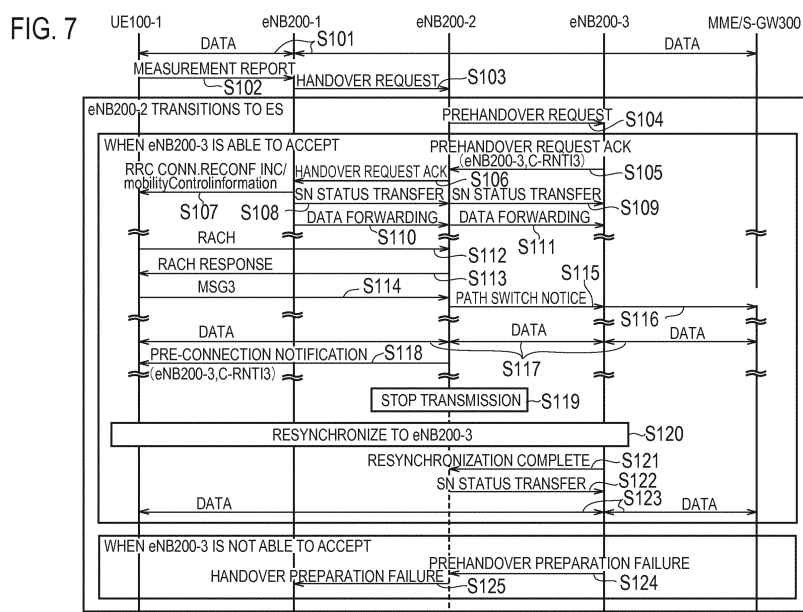 FIG. 7
UE100-1 eNB200-1 eNB200-2 eNB200-3 MME/S-GW300
DATA S101 DATA
MEASUREMENT REPORT
S102 HANDOVER REQUEST S103
eNB200-2 TRANSITIONS TO ES
PREHANDOVER REQUEST
S104
WHEN eNB200-3 IS ABLE TO ACCEPT
PREHANDOVER REQUEST ACK
(eNB200-3,C-RNTI3) S105
RRC CONN.RECONF INC/
mobilityControlinformation
HANDOVER REQUEST ACK
S106
S107
SN STATUS TRANSFER SN STATUS TRANSFER
S108 S109
DATA FORWARDING DATA FORWARDING
S110 S111
RACH
S112
RACH RESPONSE
S113
MSG3 S114
S115
PATH SWITCH NOTICE
S116
DATA DATA DATA
S117
PRE-CONNECTION NOTIFICATION S118
(eNB200-3,C-RNTI3)
STOP TRANSMISSION S119
RESYNCHRONIZE TO eNB200-3 S120
RESYNCHRONIZATION COMPLETE S121
SN STATUS TRANSFER S122
DATA S123 DATA
WHEN eNB200-3 IS NOT ABLE TO ACCEPT
PREHANDOVER PREPARATION FAILURE
S124
HANDOVER PREPARATION FAILURE
S125